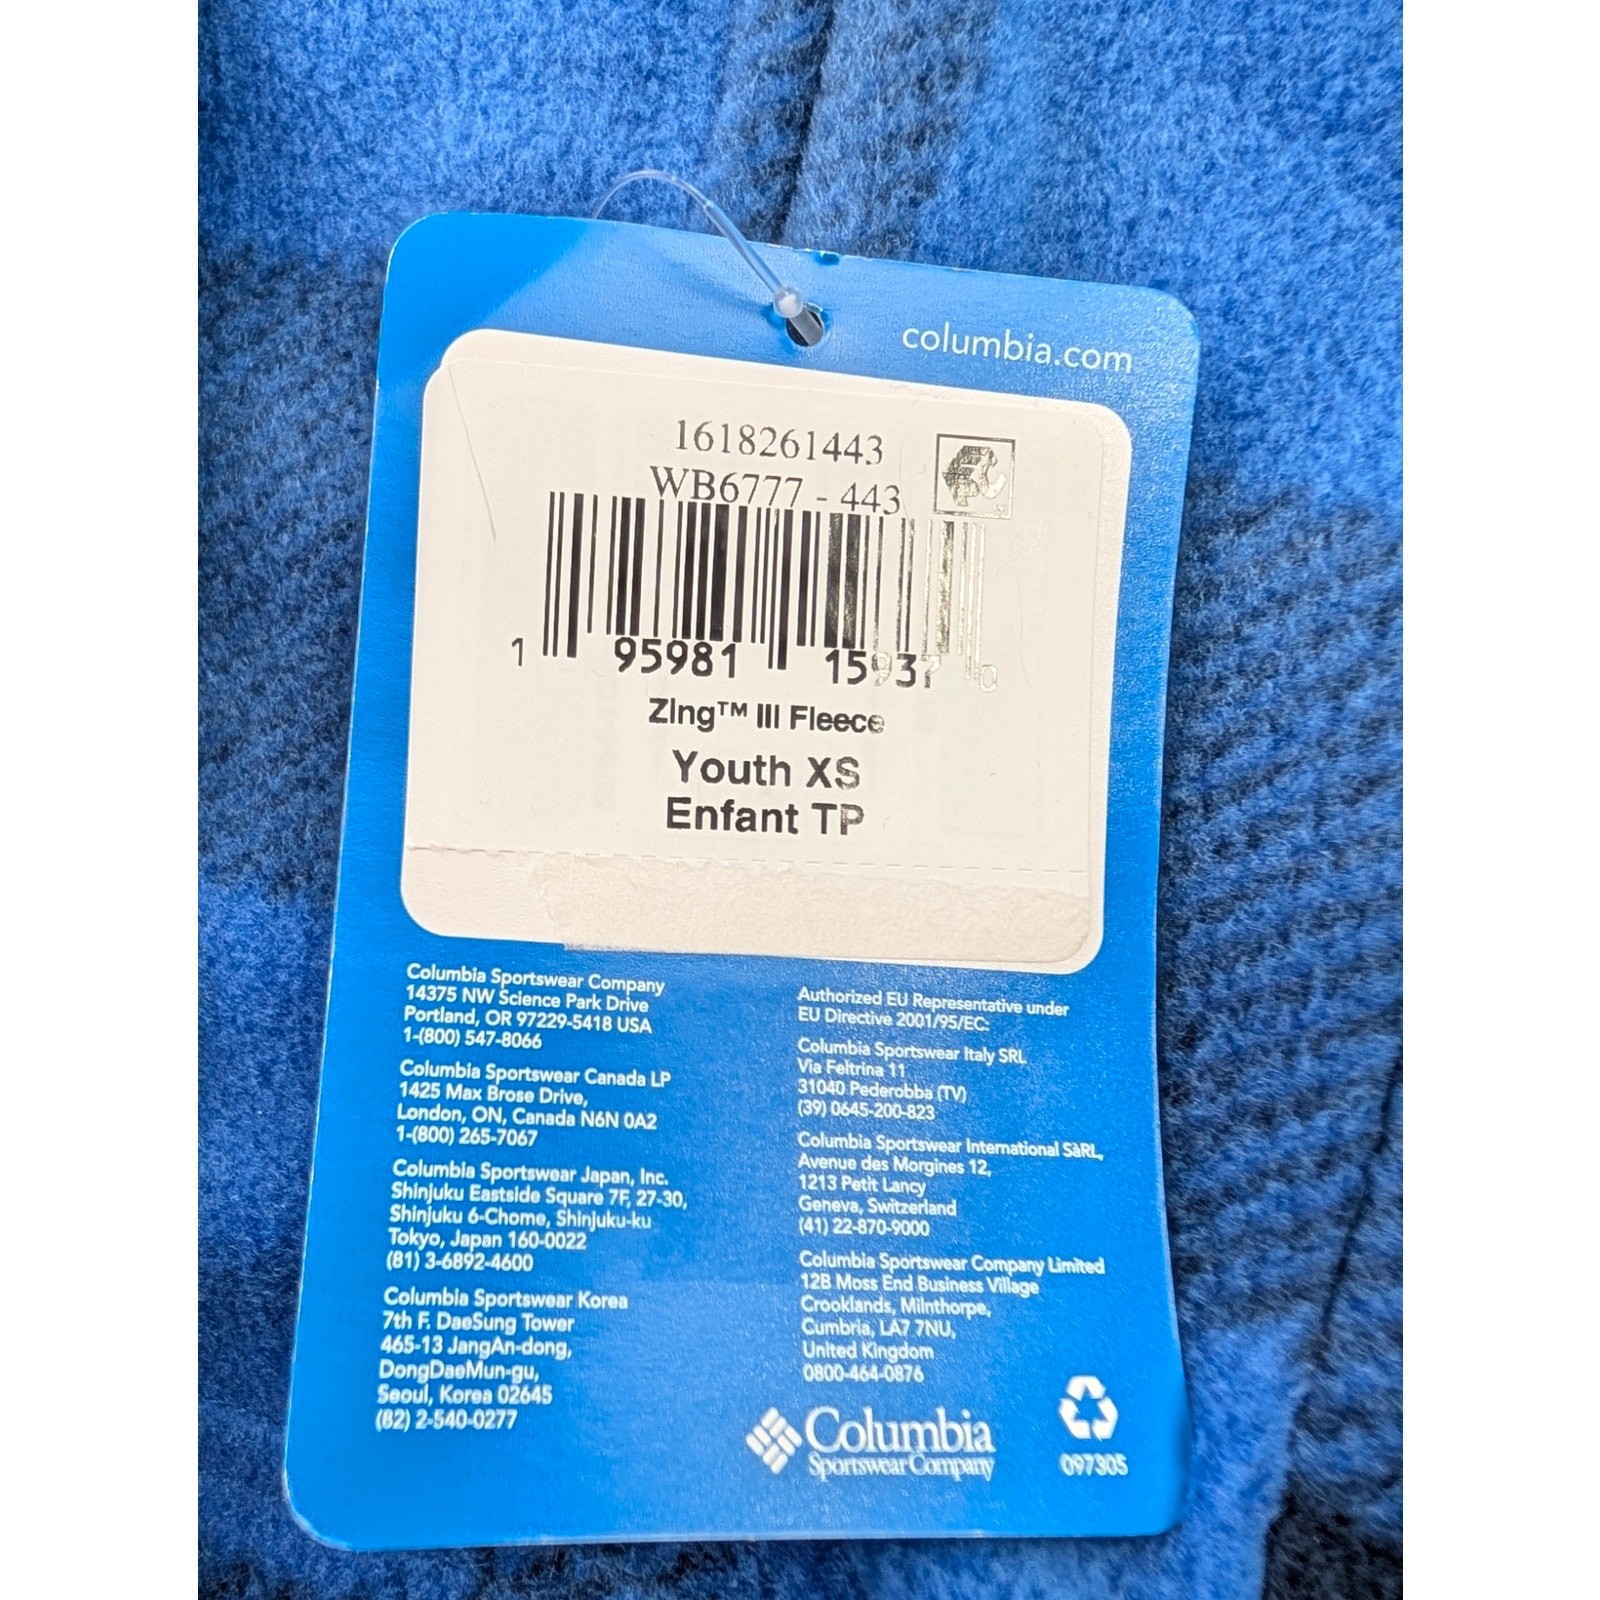 columbia.com
1618261443
WB6777 - 443
1 95981 15937 0
Zing™ III Fleece
Youth XS
Enfant TP
Columbia Sportswear Company
14375 NW Science Park Drive
Portland, OR 97229-5418 USA
1-(800) 547-8066
Columbia Sportswear Canada LP
1425 Max Brose Drive,
London, ON, Canada N6N 0A2
1-(800) 265-7067
Columbia Sportswear Japan, Inc.
Shinjuku Eastside Square 7F, 27-30,
Shinjuku 6-Chome, Shinjuku-ku
Tokyo, Japan 160-0022
(81) 3-6892-4600
Columbia Sportswear Korea
7th F. DaeSung Tower
465-13 JangAn-dong,
DongDaeMun-gu,
Seoul, Korea 02645
(82) 2-540-0277
Authorized EU Representative under
EU Directive 2001/95/EC:
Columbia Sportswear Italy SRL
Via Feltrina 11
31040 Pederobba (TV)
(39) 0645-200-823
Columbia Sportswear International SàRL,
Avenue des Morgines 12,
1213 Petit Lancy
Geneva, Switzerland
(41) 22-870-9000
Columbia Sportswear Company Limited
12B Moss End Business Village
Crooklands, Milnthorpe,
Cumbria, LA7 7NU,
United Kingdom
0800-464-0876
Columbia
Sportswear Company
097305